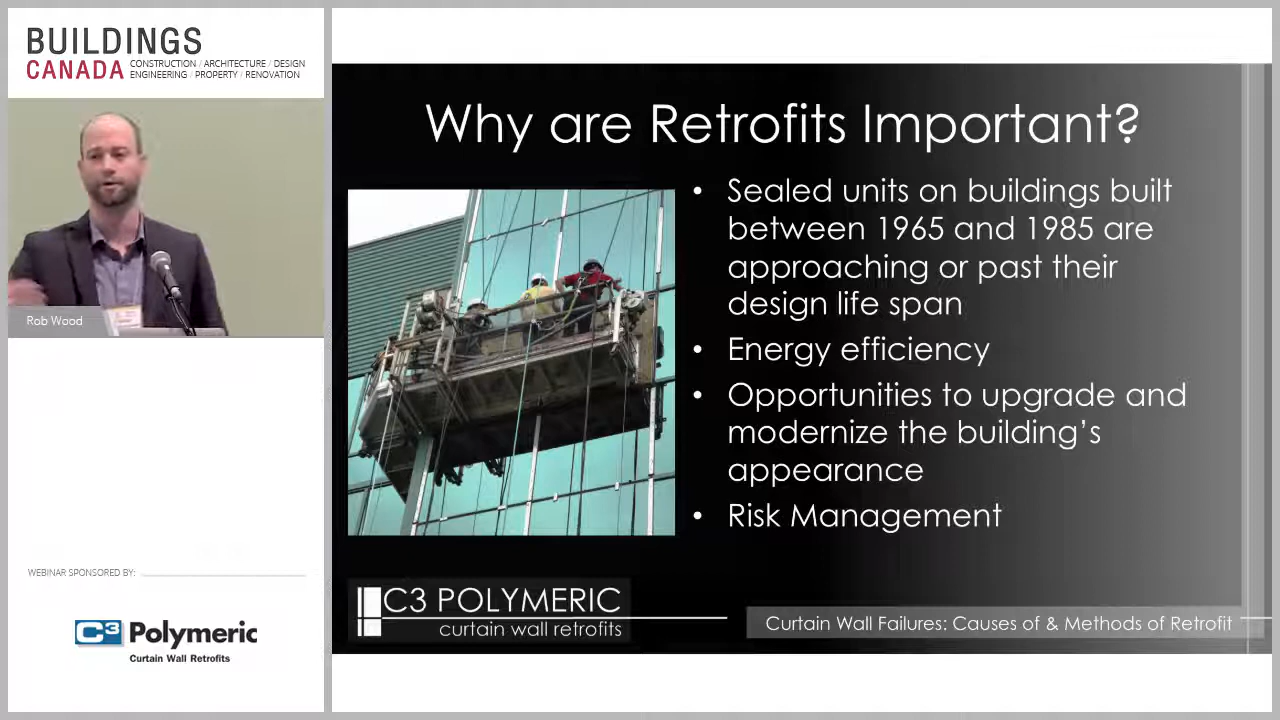 BUILDINGS
CANADA CONSTRUCTION / ARCHITECTURE / DESIGN
ENGINEERING / PROPERTY / RENOVATION
Rob Wood
WEBINAR SPONSORED BY:
C3 Polymeric
Curtain Wall Retrofits
Why are Retrofits Important?
• Sealed units on buildings built
between 1965 and 1985 are
approaching or past their
design life span
• Energy efficiency
• Opportunities to upgrade and
modernize the building's
appearance
• Risk Management
C3 POLYMERIC
curtain wall retrofits
Curtain Wall Failures: Causes of & Methods of Retrofit